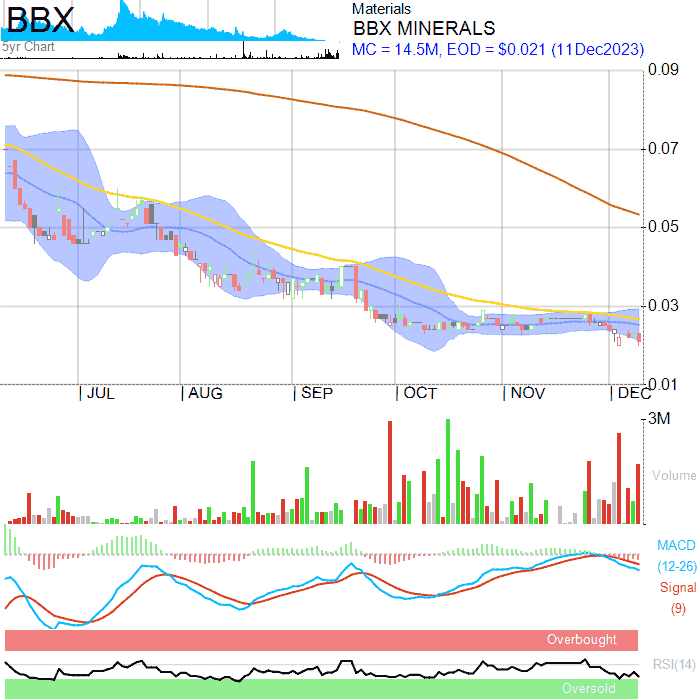 BBX
5yr Chart
Materials
BBX MINERALS
MC = 14.5M, EOD = $0.021 (11Dec2023)
0.09
0.07
0.05
0.03
0.01
JUL AUG SEP OCT NOV DEC
3M
Volume
MACD
(12-26)
Signal
(9)
Overbought
RSI(14)
Oversold